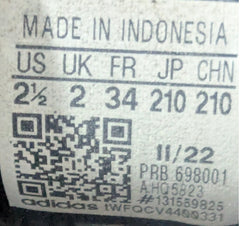 MADE IN INDONESIA
US UK FR JP CHN
2½ 2 34 210 210
11/22
PRB 698001
#131559825
adidas